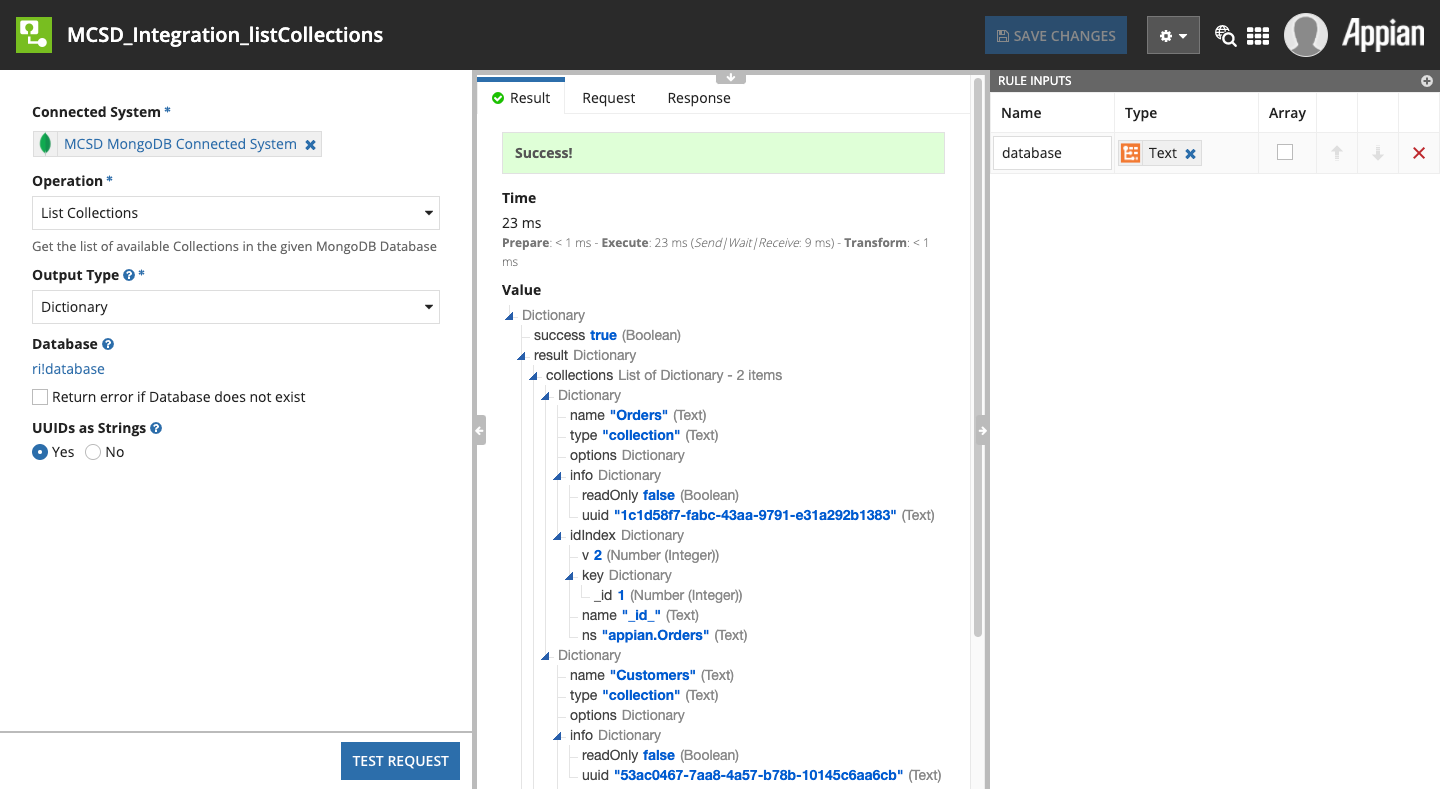 MCSD_Integration_listCollections
SAVE CHANGES
Appian
Connected System *
MCSD MongoDB Connected System
Operation *
List Collections
Get the list of available Collections in the given MongoDB Database
Output Type *
Dictionary
Database
ri!database
Return error if Database does not exist
UUIDs as Strings
Yes No
TEST REQUEST
Result Request Response
Success!
Time
23 ms
Prepare: < 1 ms - Execute: 23 ms (Send|Wait|Receive: 9 ms) - Transform: < 1
ms
Value
Dictionary
success true (Boolean)
result Dictionary
collections List of Dictionary - 2 items
Dictionary
name "Orders" (Text)
type "collection" (Text)
options Dictionary
info Dictionary
readOnly false (Boolean)
uuid "1c1d58f7-fabc-43aa-9791-e31a292b1383" (Text)
idIndex Dictionary
v 2 (Number (Integer))
key Dictionary
_id 1 (Number (Integer))
name "_id_" (Text)
ns "appian.Orders" (Text)
Dictionary
name "Customers" (Text)
type "collection" (Text)
options Dictionary
info Dictionary
readOnly false (Boolean)
uuid "53ac0467-7aa8-4a57-b78b-10145c6aa6cb" (Text)
RULE INPUTS
Name Type Array
database Text